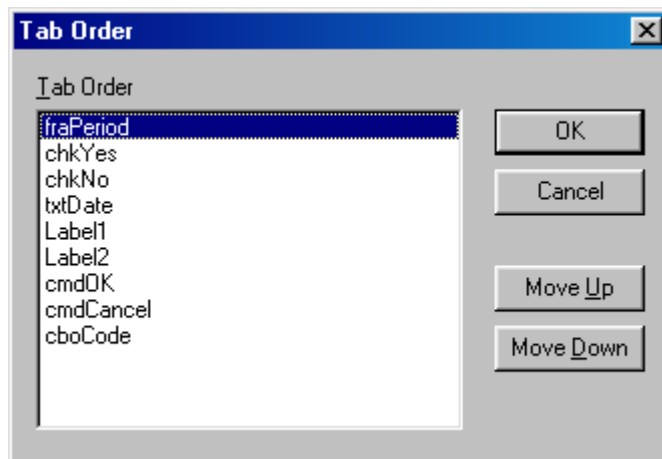 Tab Order
Tab Order
fraPeriod
chkYes
chkNo
txtDate
Label1
Label2
cmdOK
cmdCancel
cboCode
OK
Cancel
Move Up
Move Down